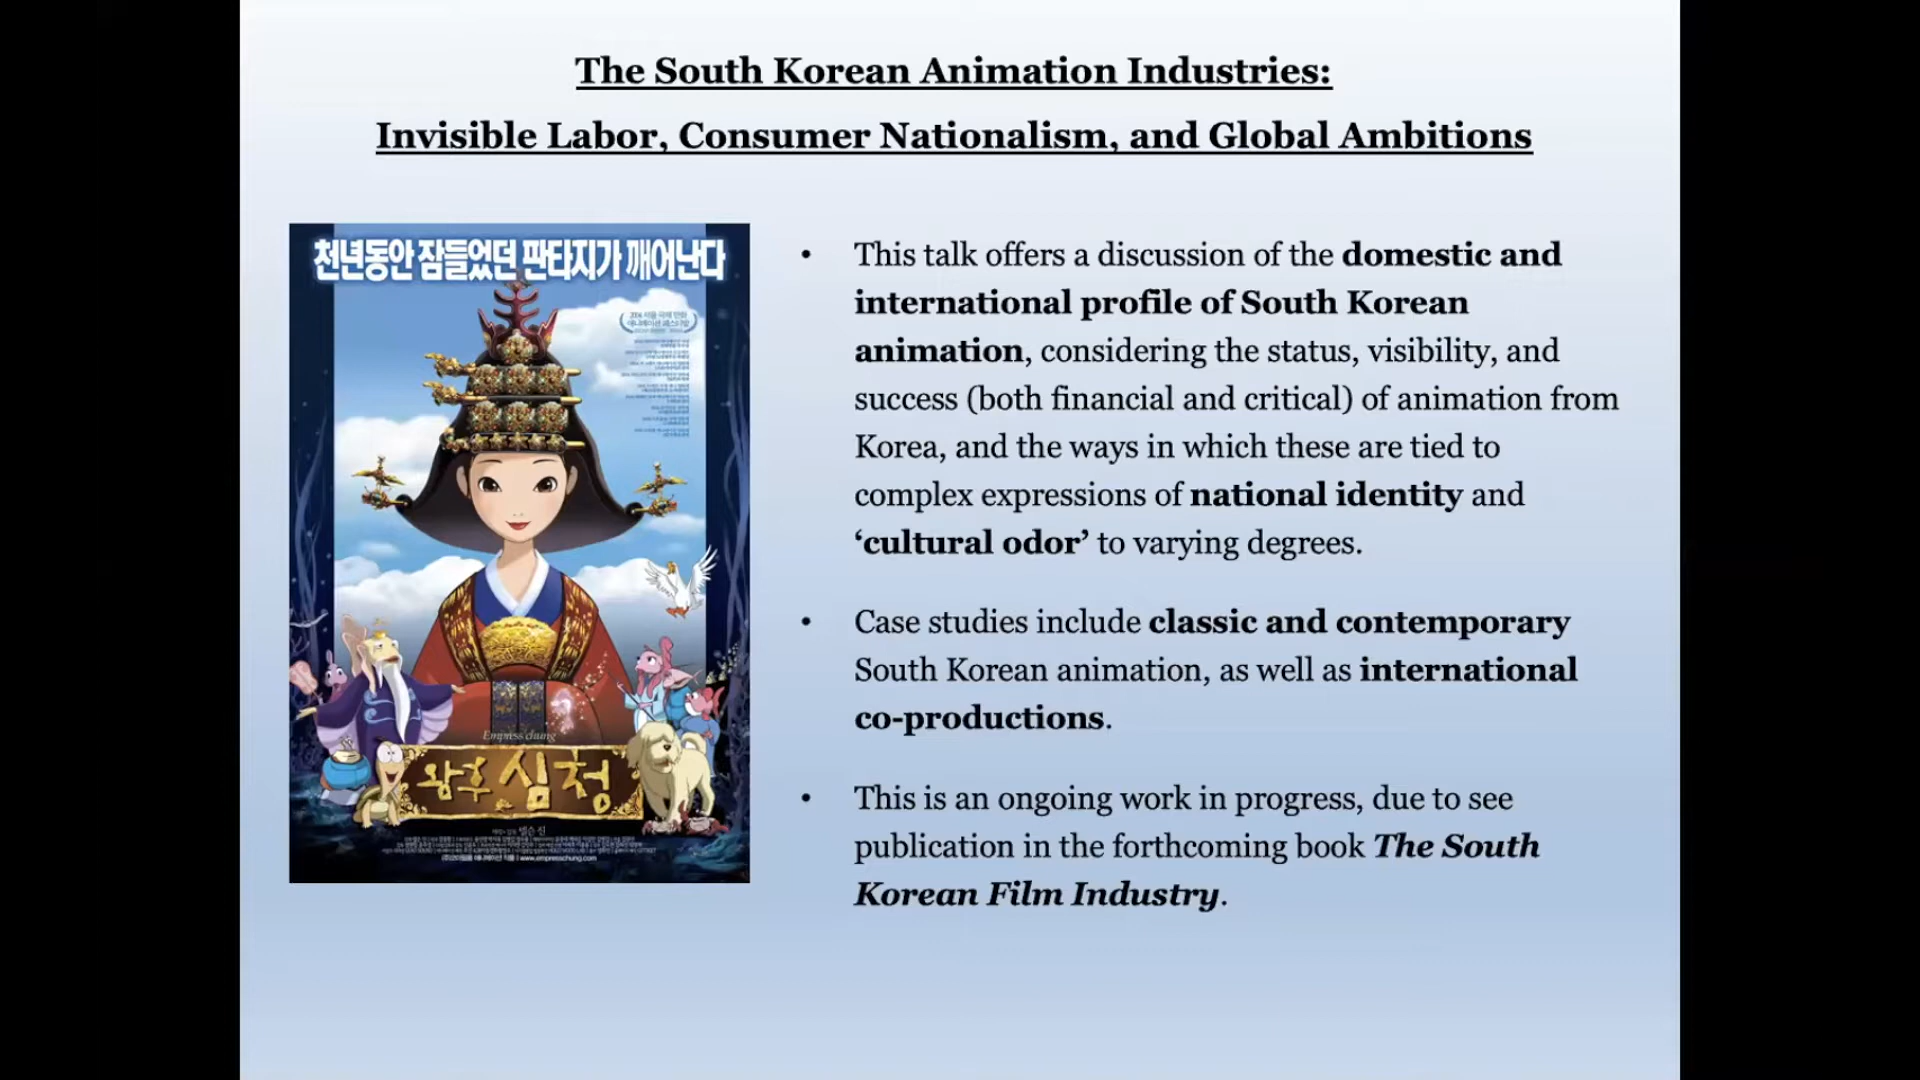 The South Korean Animation Industries:
Invisible Labor, Consumer Nationalism, and Global Ambitions
천년동안 잠들었던 판타지가 깨어난다
Empress chung
왕후 심청
www.empresschung.com
• This talk offers a discussion of the domestic and
international profile of South Korean
animation, considering the status, visibility, and
success (both financial and critical) of animation from
Korea, and the ways in which these are tied to
complex expressions of national identity and
‘cultural odor’ to varying degrees.
• Case studies include classic and contemporary
South Korean animation, as well as international
co-productions.
• This is an ongoing work in progress, due to see
publication in the forthcoming book The South
Korean Film Industry.